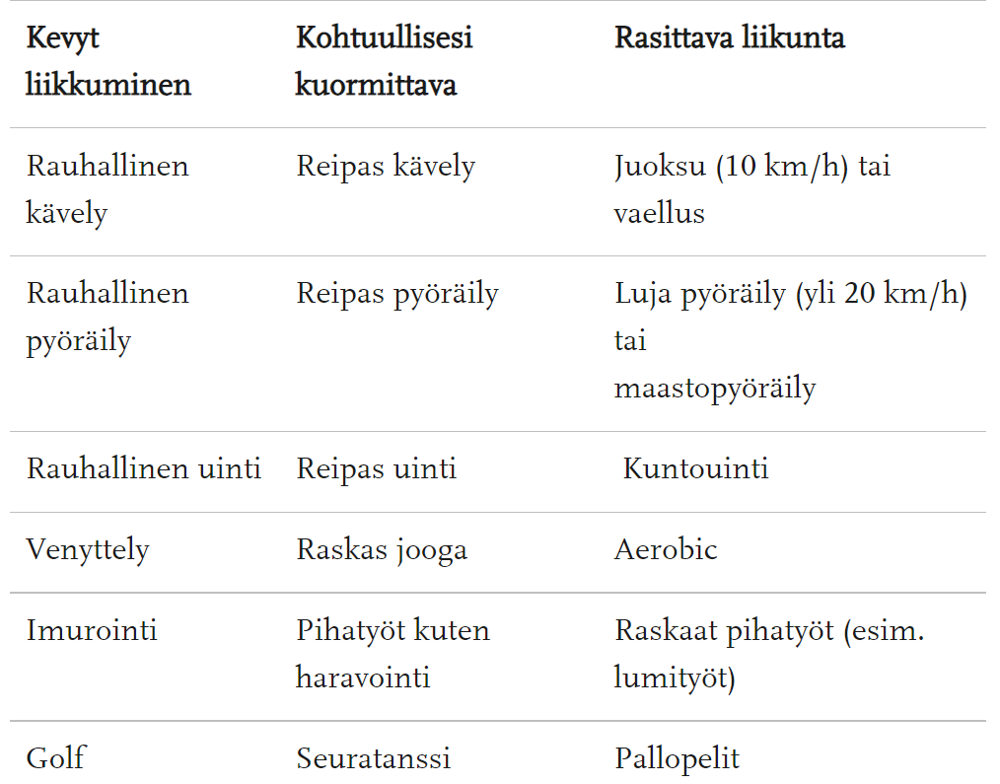 Kevyt
liikkuminen
Kohtuullisesi
kuormittava
Rasittava liikunta
Rauhallinen
kävely
Reipas kävely
Juoksu (10 km/h) tai
vaellus
Rauhallinen
pyöräily
Reipas pyöräily
Luja pyöräily (yli 20 km/h)
tai
maastopyöräily
Rauhallinen uinti
Reipas uinti
Kuntouinti
Venyttely
Raskas jooga
Aerobic
Imurointi
Pihatyöt kuten
haravointi
Raskaat pihatyöt (esim.
lumityöt)
Golf
Seuratanssi
Pallopelit